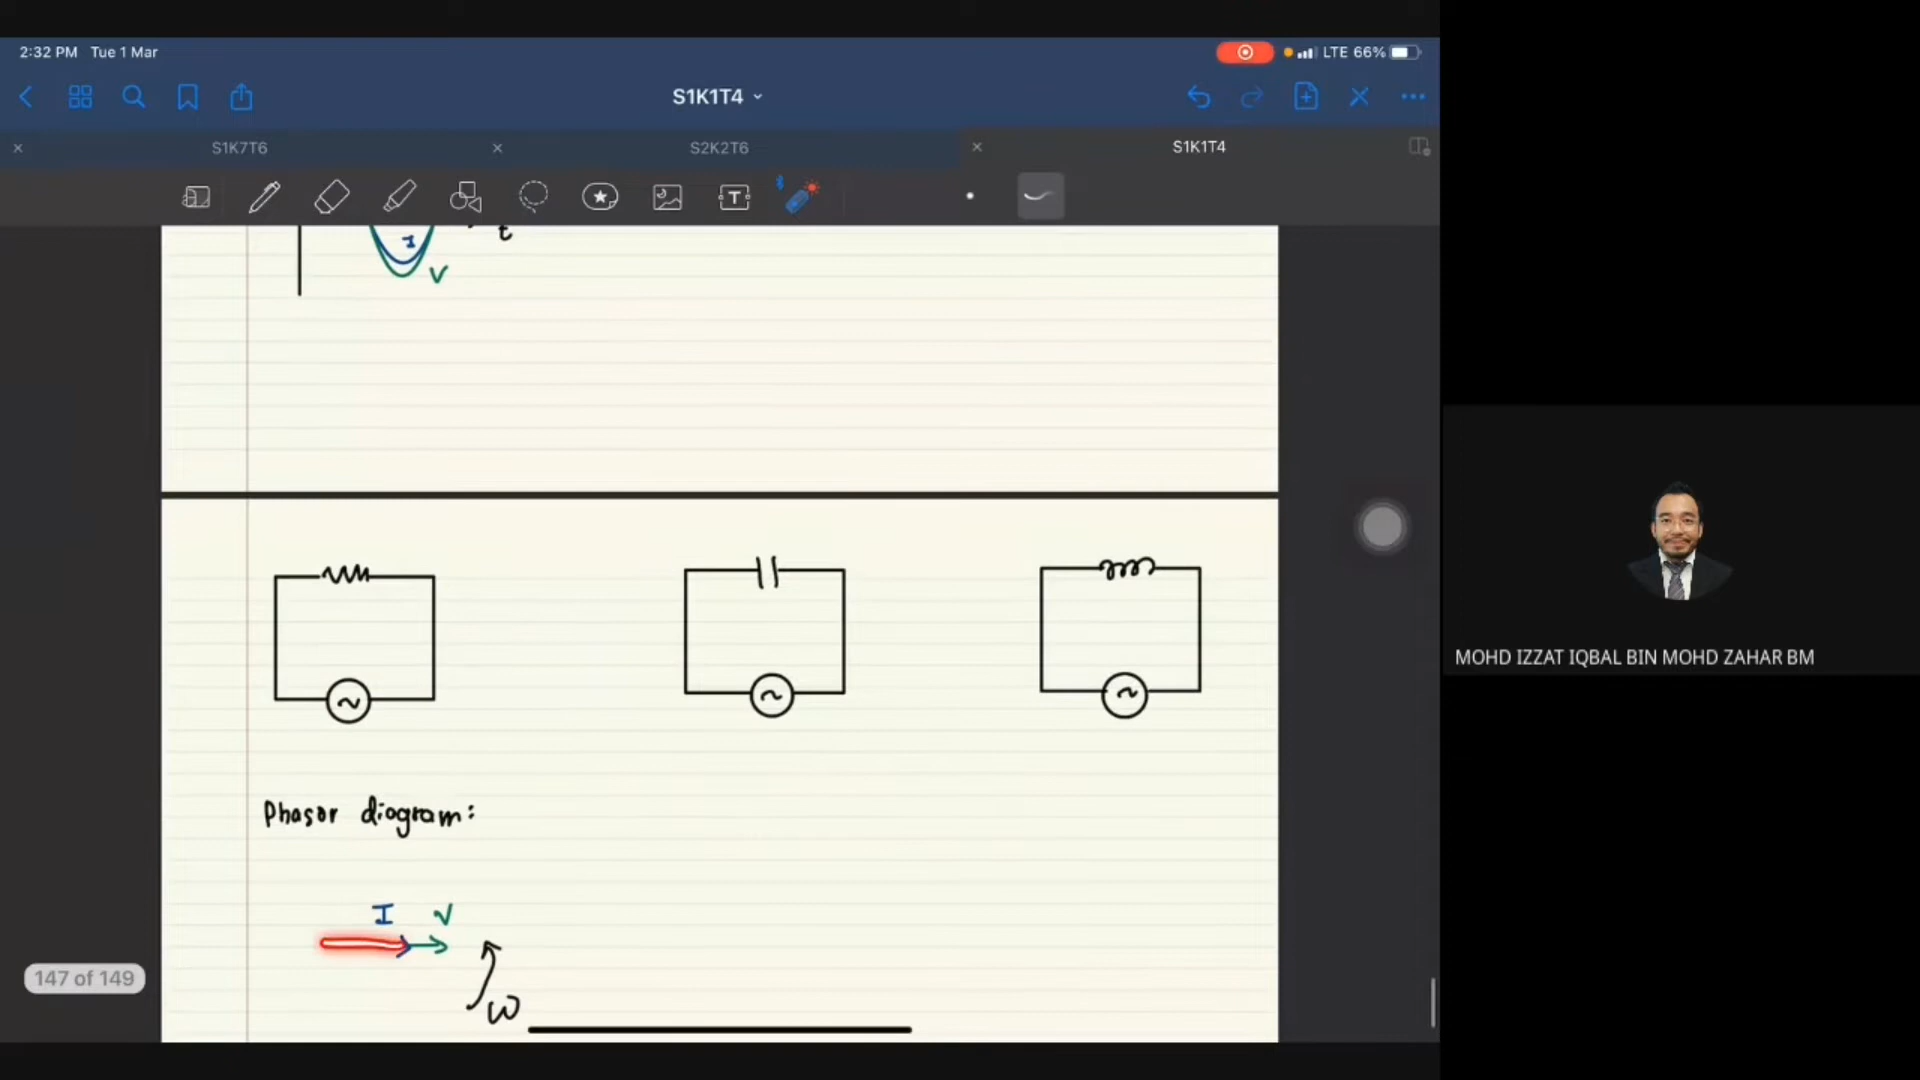 2:32 PM Tue 1 Mar
LTE 66%
S1K1T4
S1K7T6
S2K2T6
S1K1T4
T
I
t
V
Phasor diagram:
I V
ω
147 of 149
MOHD IZZAT IQBAL BIN MOHD ZAHAR BM